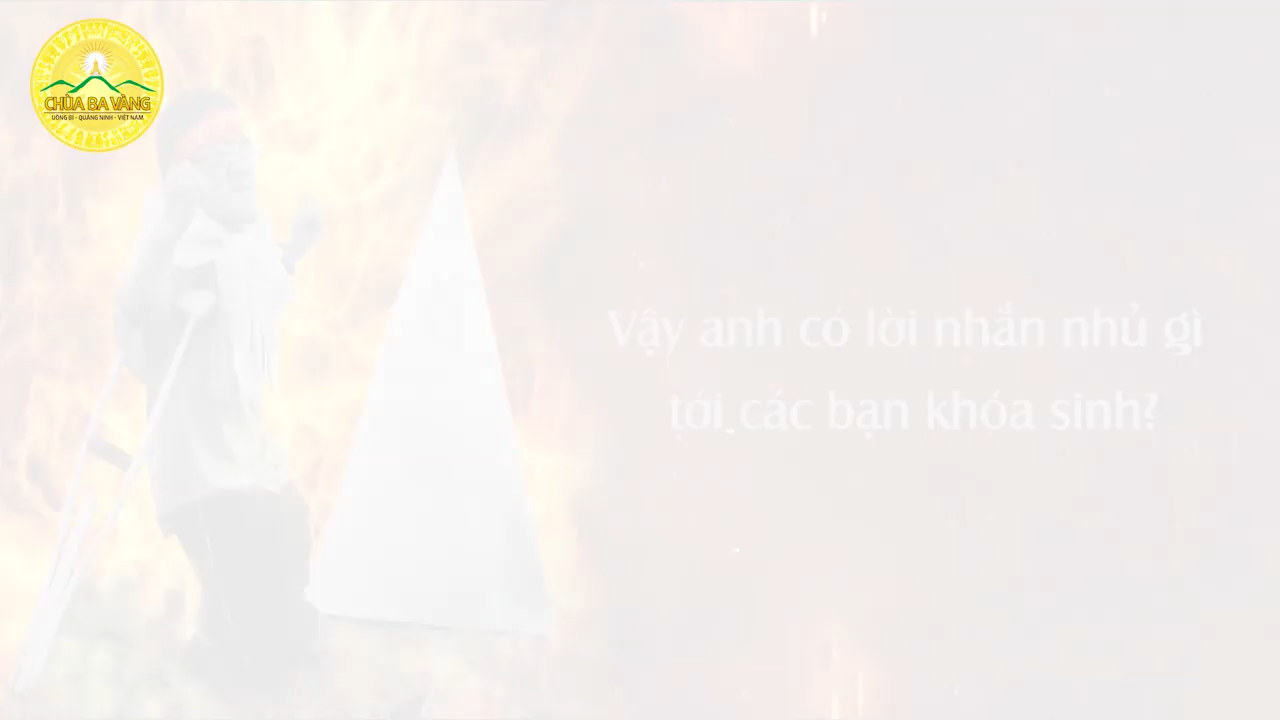 CHÙA BA VÀNG
UÔNG BÍ - QUẢNG NINH - VIỆT NAM
Vậy anh có lời nhắn nhủ gì
tới các bạn khóa sinh?